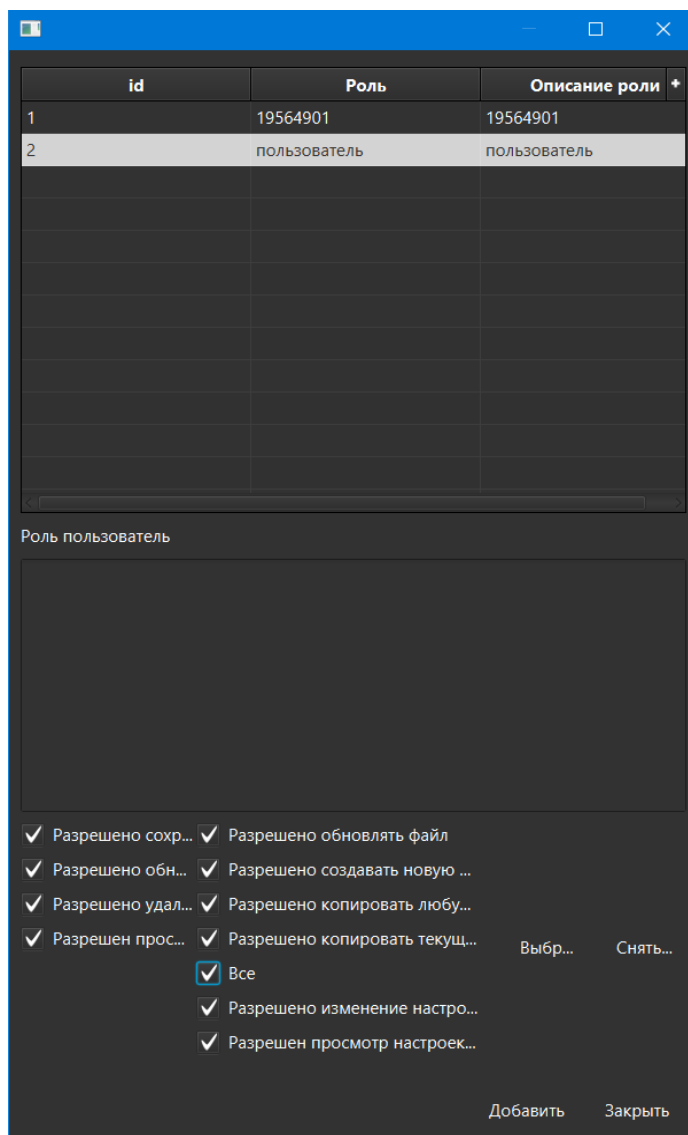 id Роль Описание роли +
1 19564901 19564901
2 пользователь пользователь
Роль пользователь
Разрешено сохр... Разрешено обновлять файл
Разрешено обн... Разрешено создавать новую ...
Разрешено удал... Разрешено копировать любу...
Разрешен прос... Разрешено копировать текущ...
Выбр... Снять...
Все
Разрешено изменение настро...
Разрешен просмотр настроек...
Добавить Закрыть